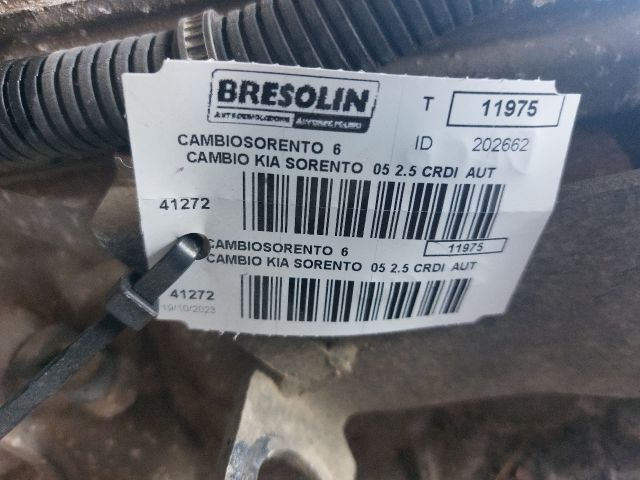 BRESOLIN
T 11975
ID 202662
CAMBIOSORENTO 6
CAMBIO KIA SORENTO 05 2.5 CRDI AUT
41272
CAMBIOSORENTO 6 11975
CAMBIO KIA SORENTO 05 2.5 CRDI AUT
41272
19/10/2023